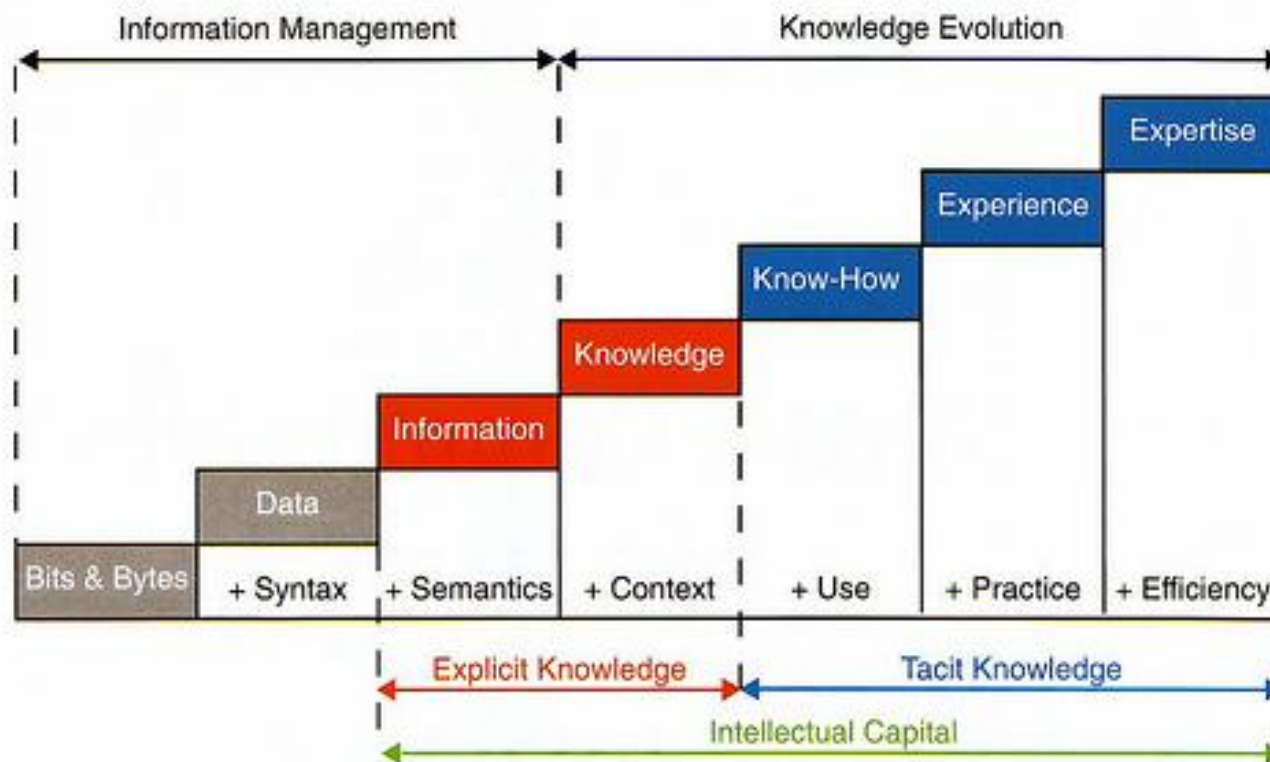 Information Management
Knowledge Evolution
Expertise
Experience
Know-How
Knowledge
Information
Data
Bits & Bytes
+ Syntax
+ Semantics
+ Context
+ Use
+ Practice
+ Efficiency
Explicit Knowledge
Tacit Knowledge
Intellectual Capital